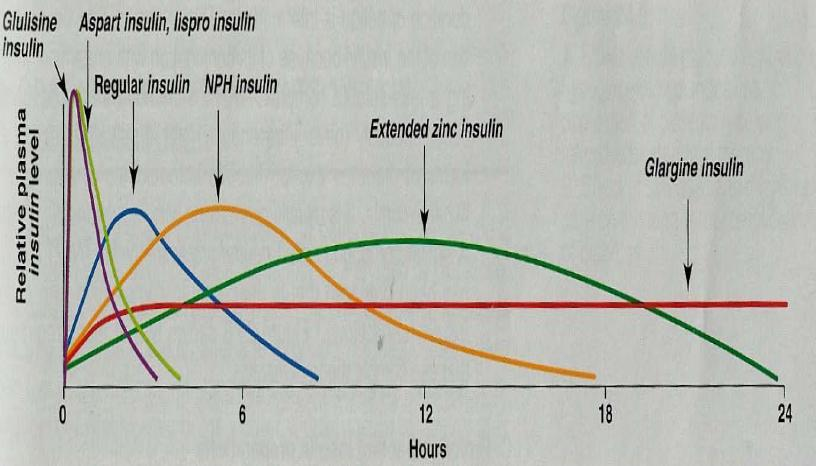 Glulisine
insulin
Aspart insulin, lispro insulin
Regular insulin
NPH insulin
Extended zinc insulin
Glargine insulin
Relative plasma
insulin level
0
6
12
18
24
Hours